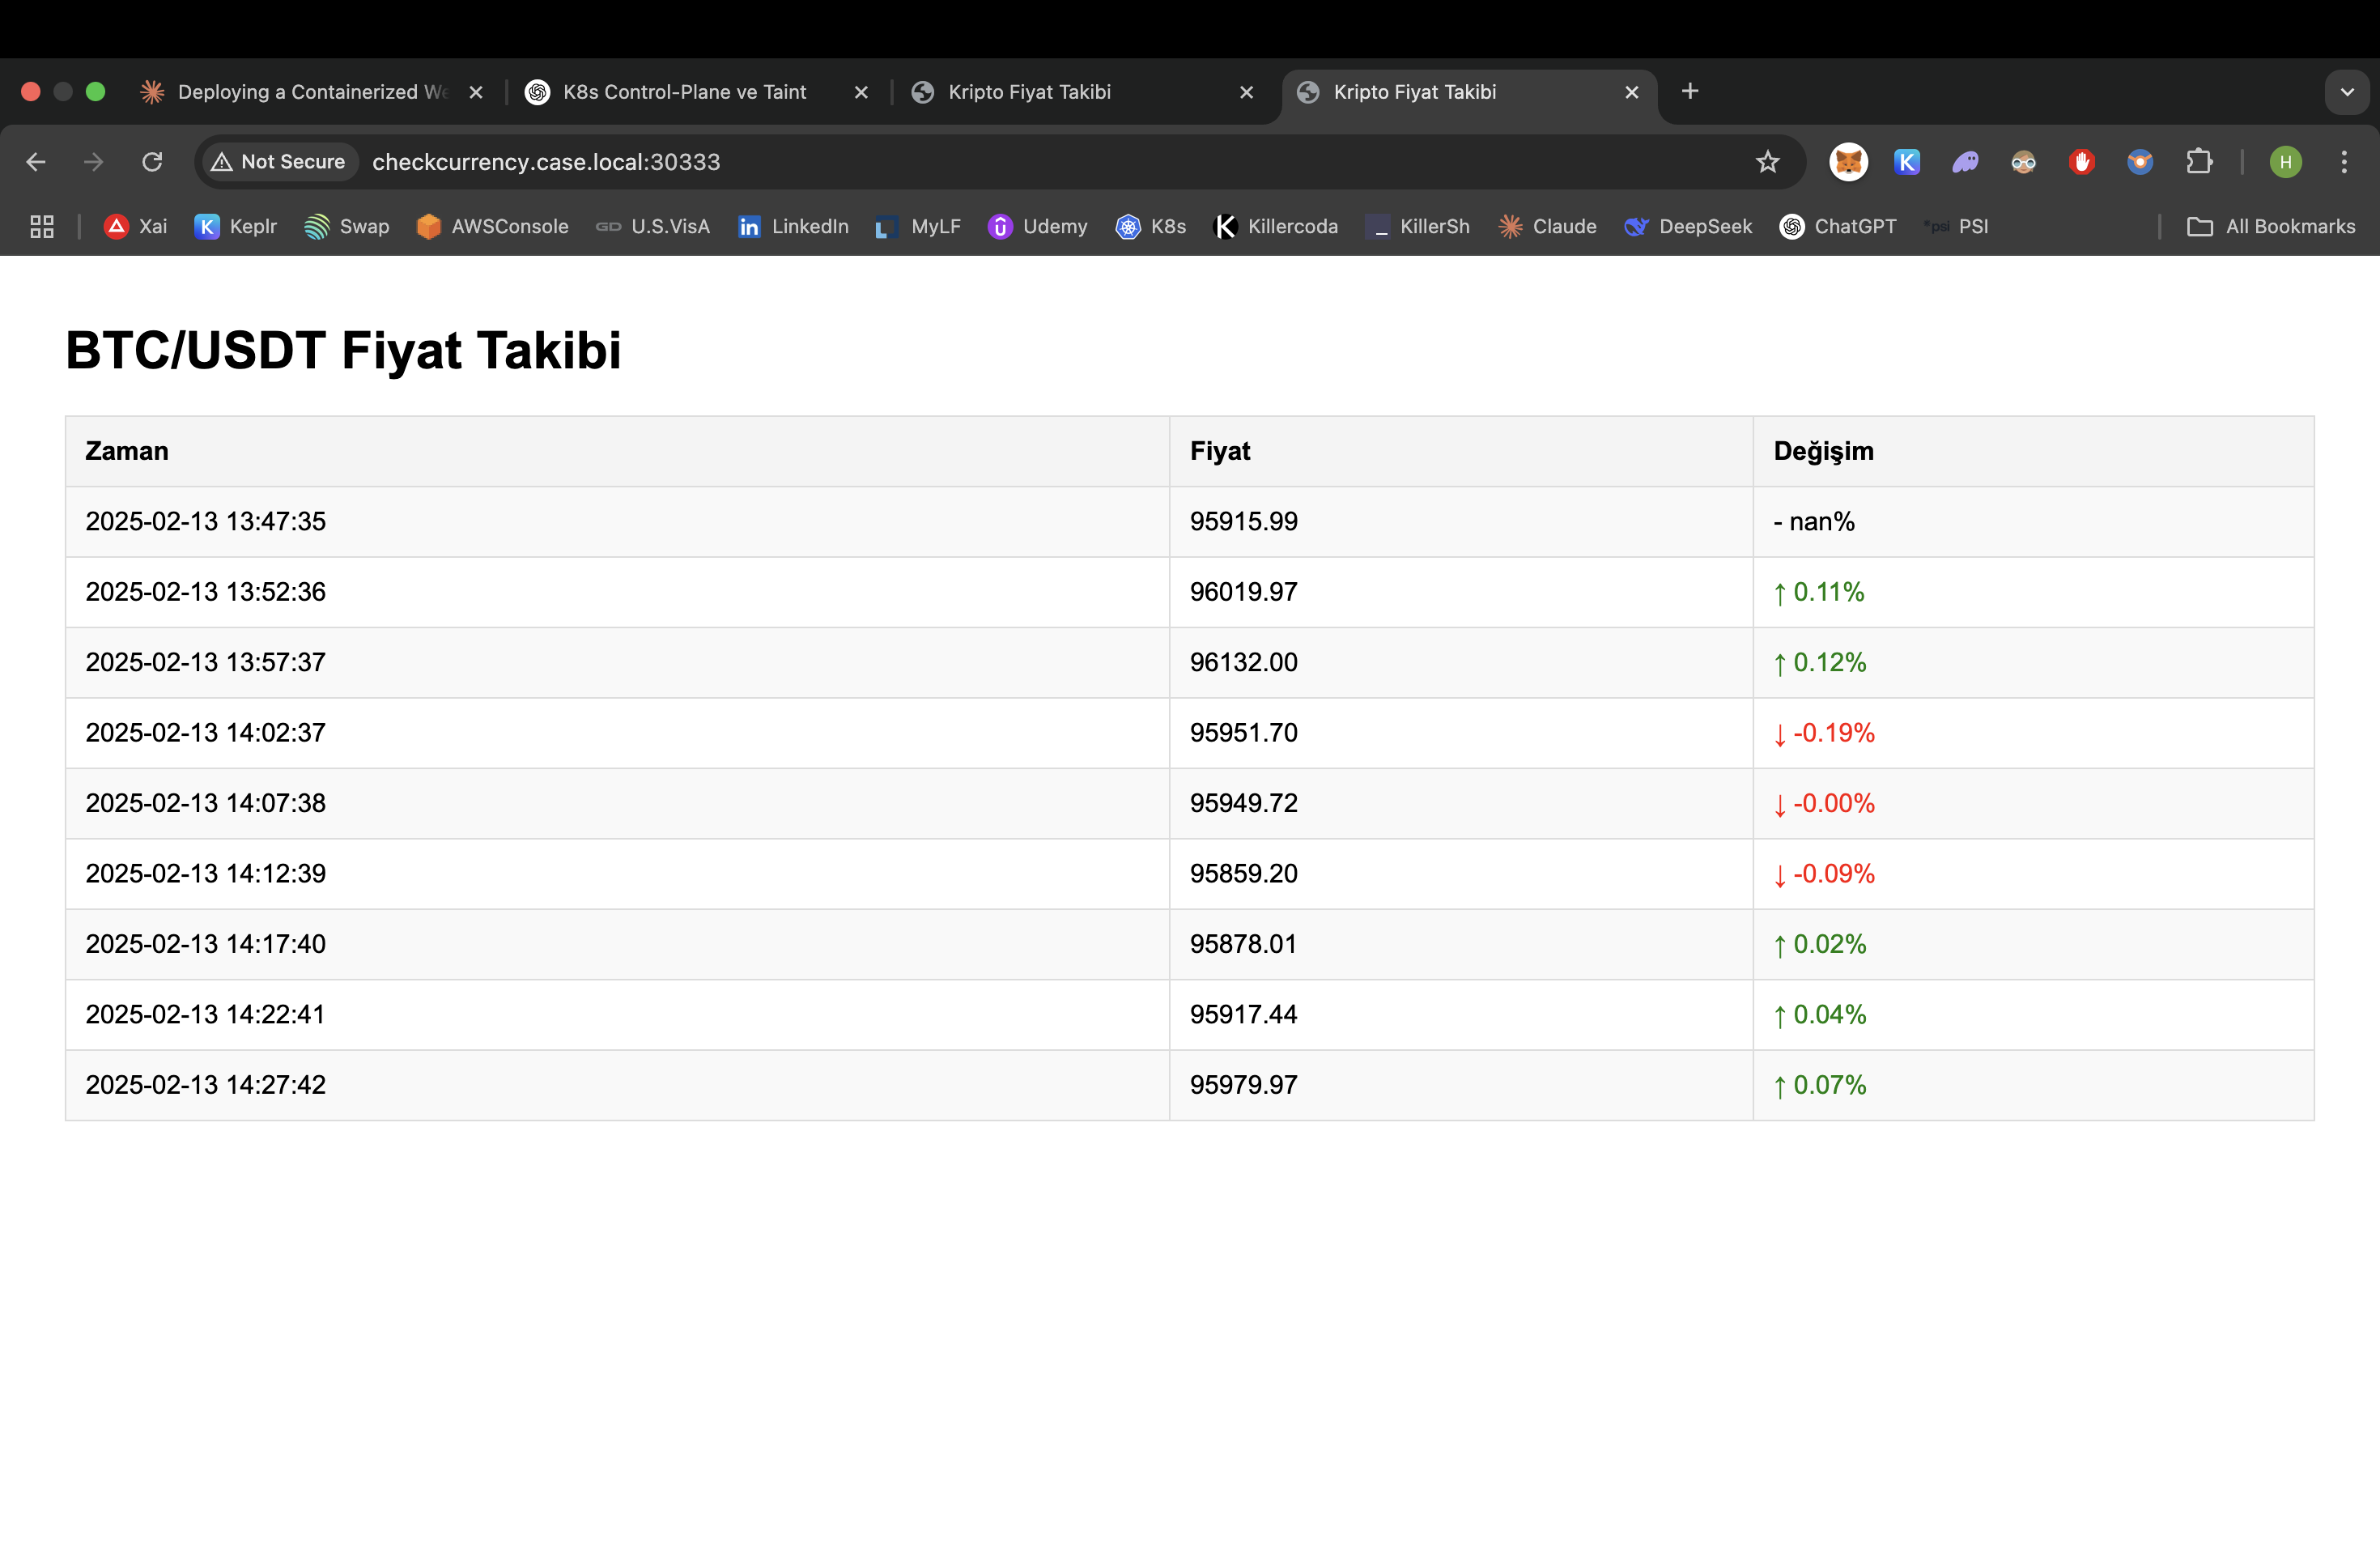 Deploying a Containerized We
K8s Control-Plane ve Taint
Kripto Fiyat Takibi
Kripto Fiyat Takibi
Not Secure
checkcurrency.case.local:30333
H
Xai
Keplr
Swap
AWSConsole
GD U.S.VisA
LinkedIn
MyLF
Udemy
K8s
Killercoda
KillerSh
Claude
DeepSeek
ChatGPT
*psi PSI
All Bookmarks
BTC/USDT Fiyat Takibi
Zaman Fiyat Değişim
2025-02-13 13:47:35 95915.99 - nan%
2025-02-13 13:52:36 96019.97 ↑ 0.11%
2025-02-13 13:57:37 96132.00 ↑ 0.12%
2025-02-13 14:02:37 95951.70 ↓ -0.19%
2025-02-13 14:07:38 95949.72 ↓ -0.00%
2025-02-13 14:12:39 95859.20 ↓ -0.09%
2025-02-13 14:17:40 95878.01 ↑ 0.02%
2025-02-13 14:22:41 95917.44 ↑ 0.04%
2025-02-13 14:27:42 95979.97 ↑ 0.07%